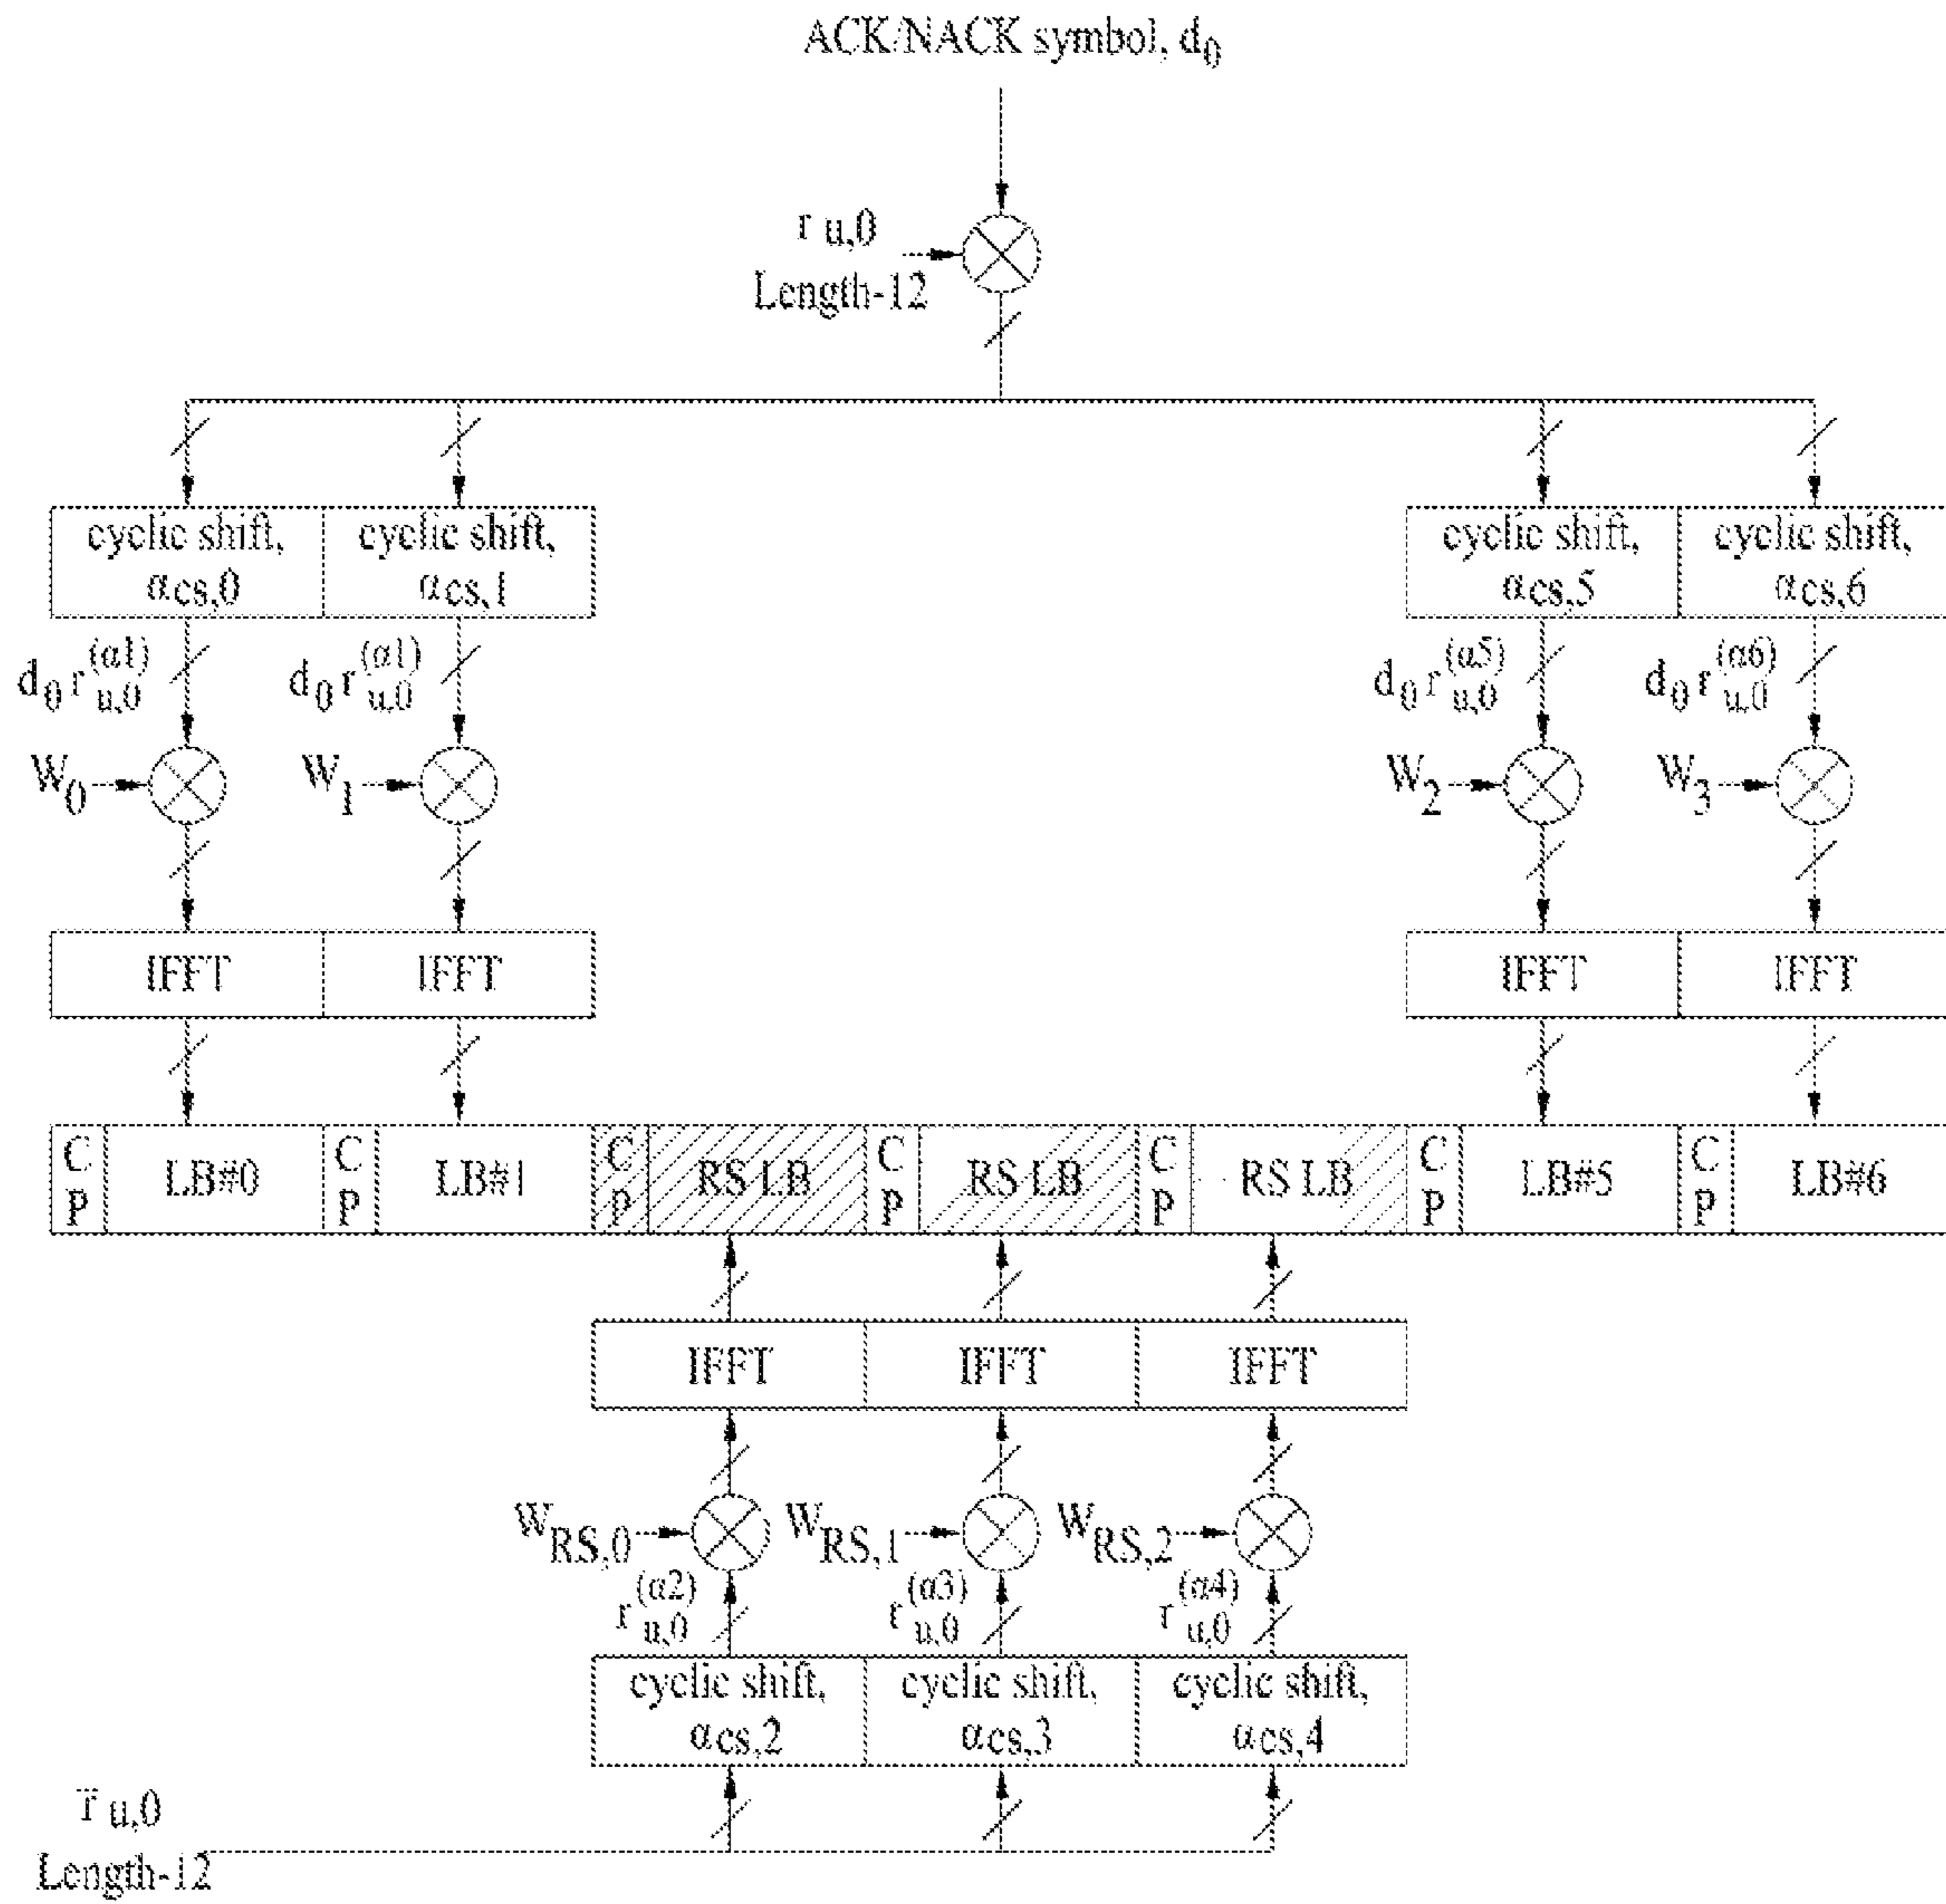 ACK/NACK symbol, d0
r u,0
Length-12
cyclic shift, αcs,0
cyclic shift, αcs,1
cyclic shift, αcs,5
cyclic shift, αcs,6
d0 r u,0 (α1)
d0 r u,0 (α1)
d0 r u,0 (α5)
d0 r u,0 (α6)
W0
W1
W2
W3
IFFT
IFFT
IFFT
IFFT
CP
LB#0
CP
LB#1
CP
RS LB
CP
RS LB
CP
RS LB
CP
LB#5
CP
LB#6
IFFT
IFFT
IFFT
WRS,0
WRS,1
WRS,2
r u,0 (α2)
r u,0 (α3)
r u,0 (α4)
cyclic shift, αcs,2
cyclic shift, αcs,3
cyclic shift, αcs,4
r̄ u,0
Length-12